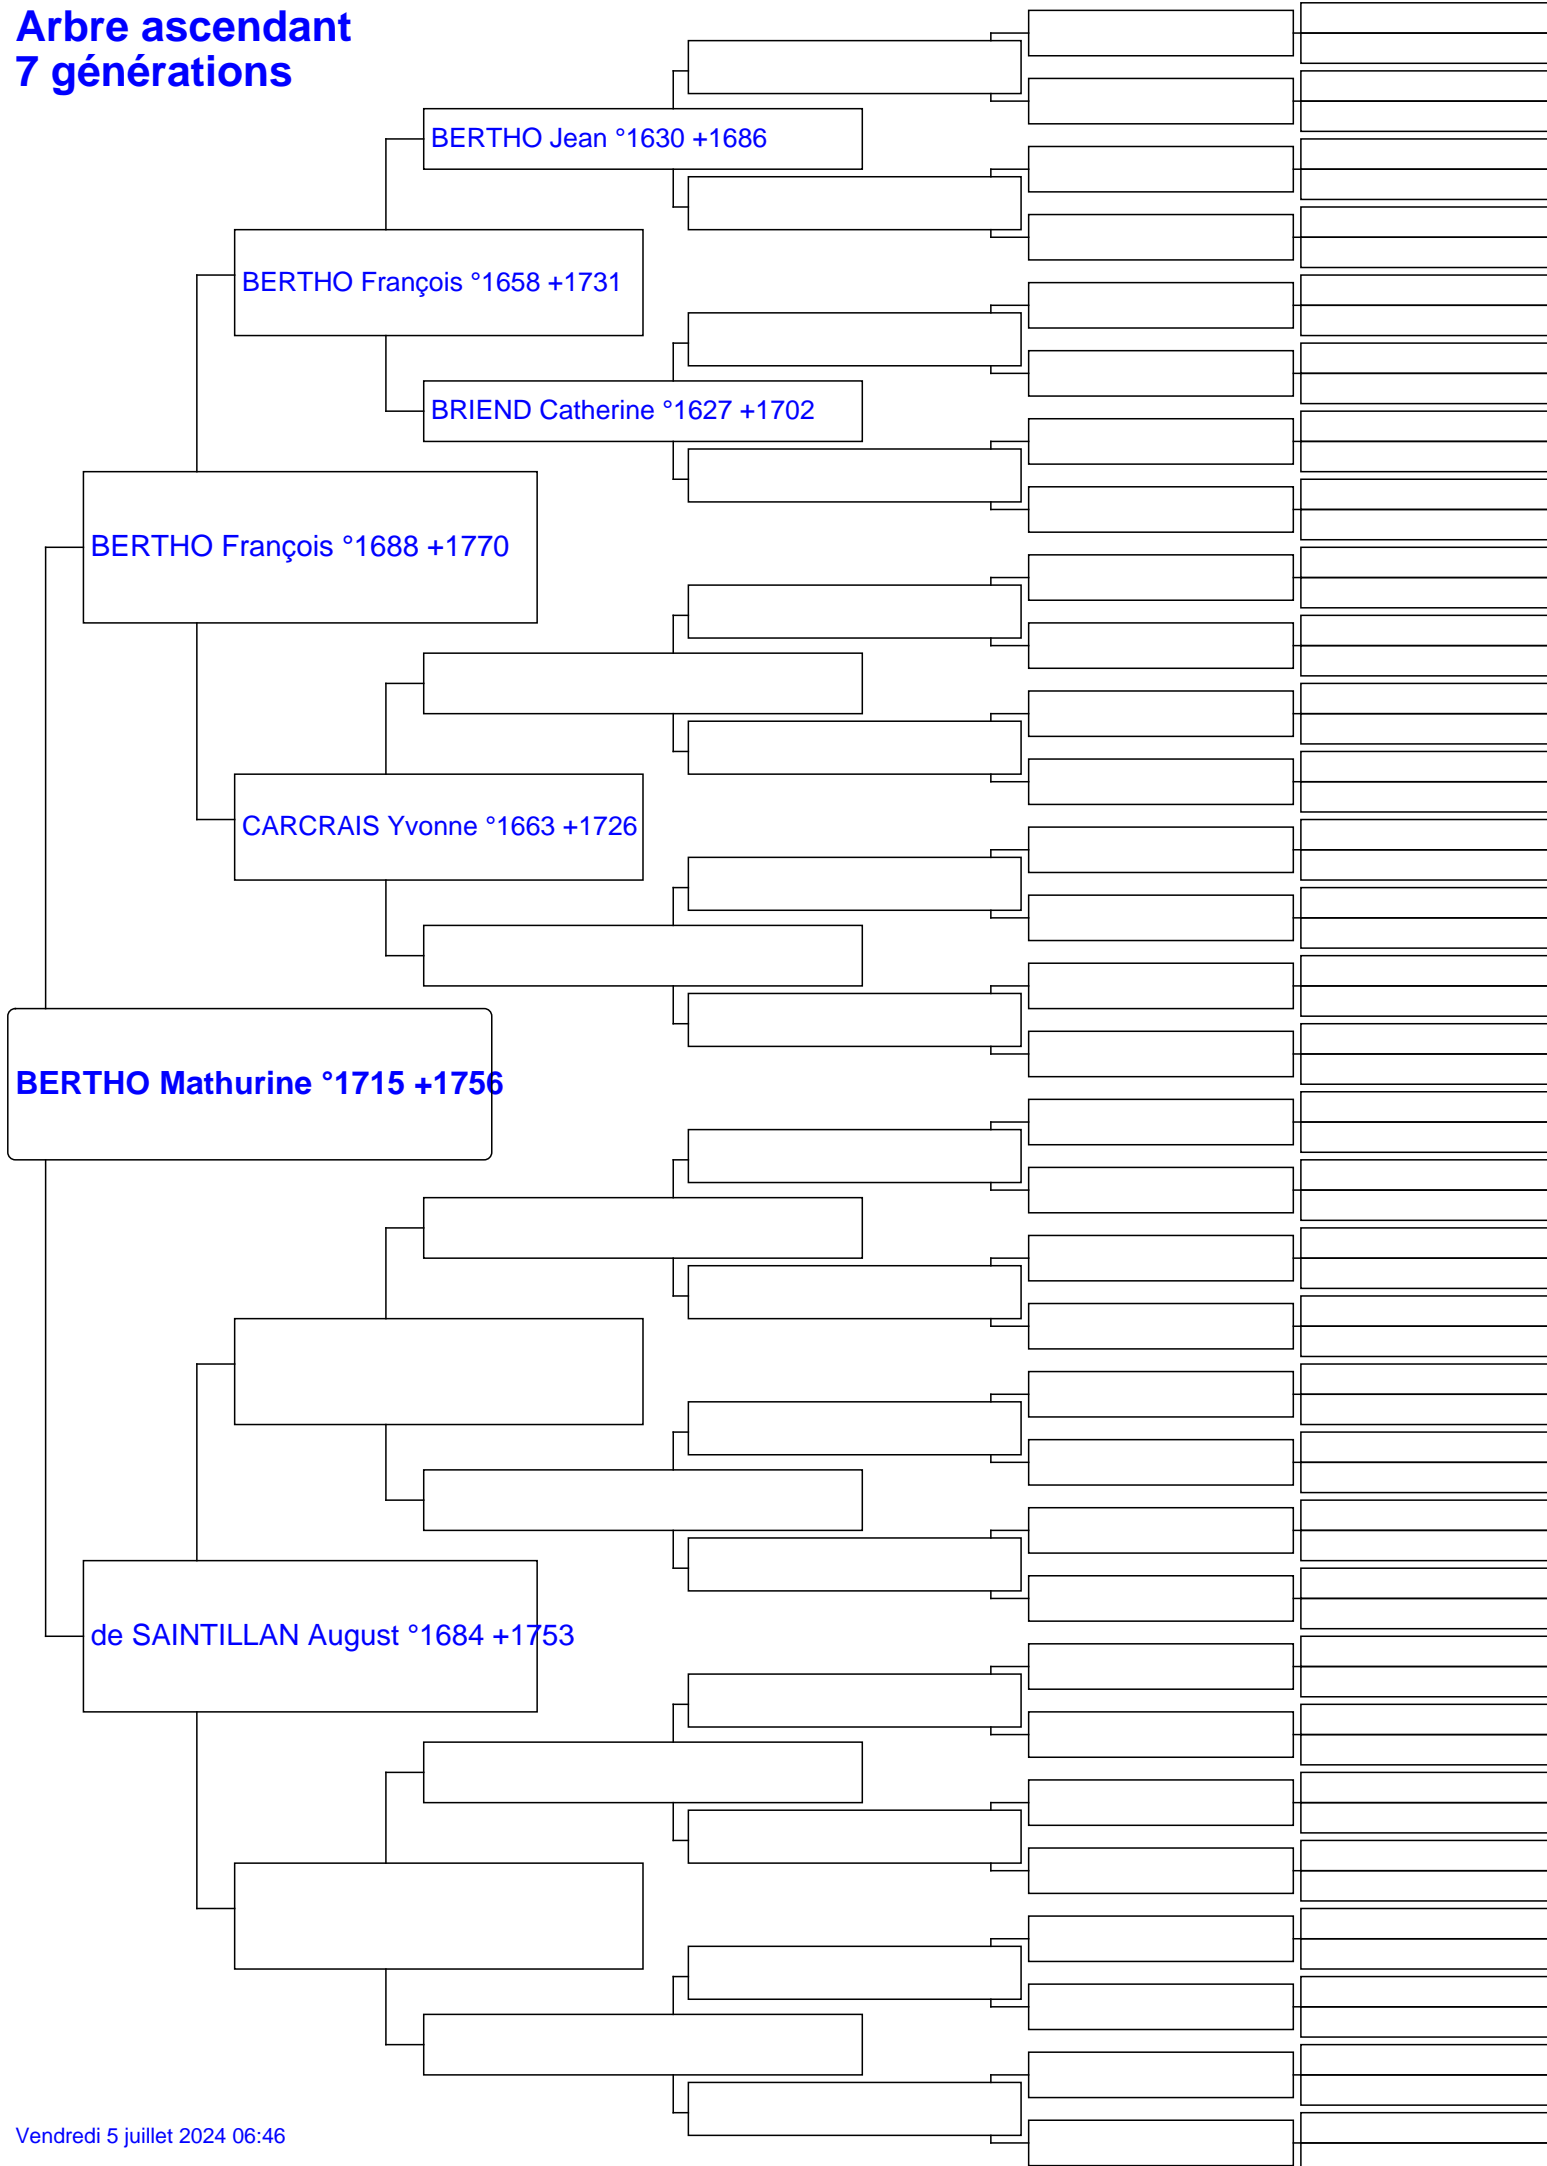 Arbre ascendant
7 générations
BERTHO Jean °1630 +1686
BERTHO François °1658 +1731
BRIEND Catherine °1627 +1702
BERTHO François °1688 +1770
CARCRAIS Yvonne °1663 +1726
BERTHO Mathurine °1715 +1756
de SAINTILLAN August °1684 +1753
Vendredi 5 juillet 2024 06:46